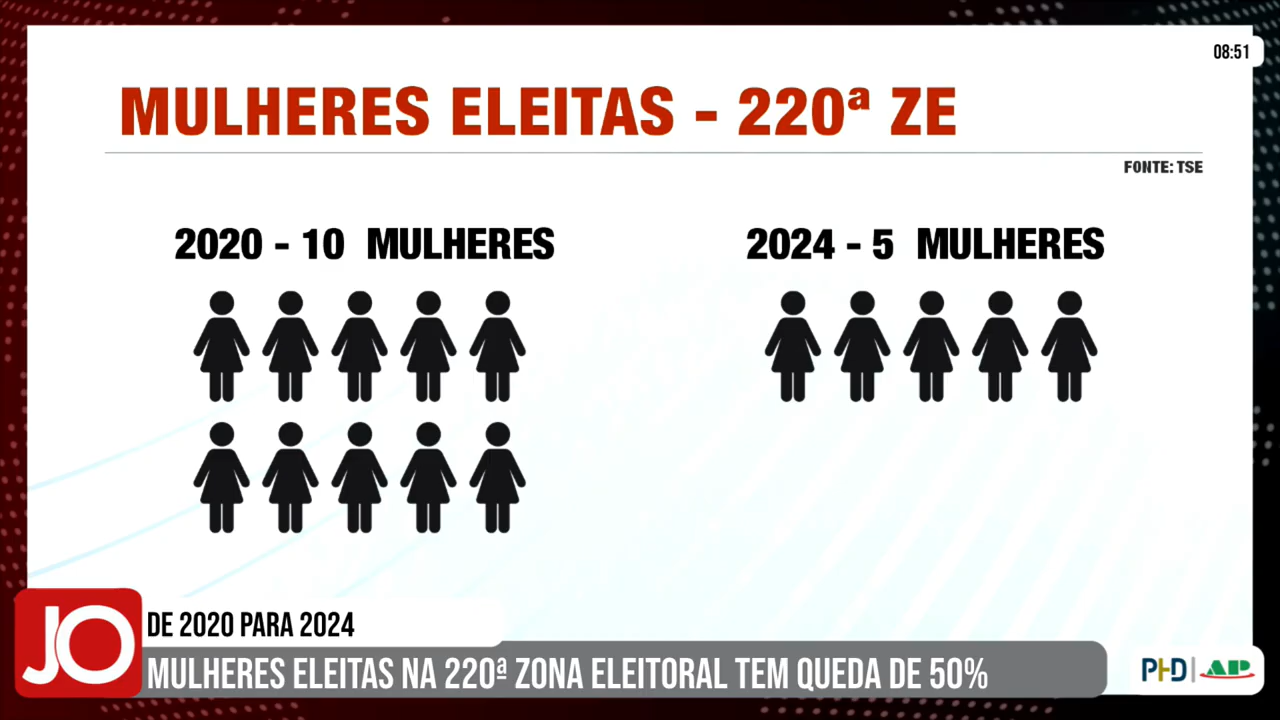 08:51
MULHERES ELEITAS - 220ª ZE
FONTE: TSE
2020 - 10 MULHERES
2024 - 5 MULHERES
JO
DE 2020 PARA 2024
MULHERES ELEITAS NA 220ª ZONA ELEITORAL TEM QUEDA DE 50%
PHD | AP